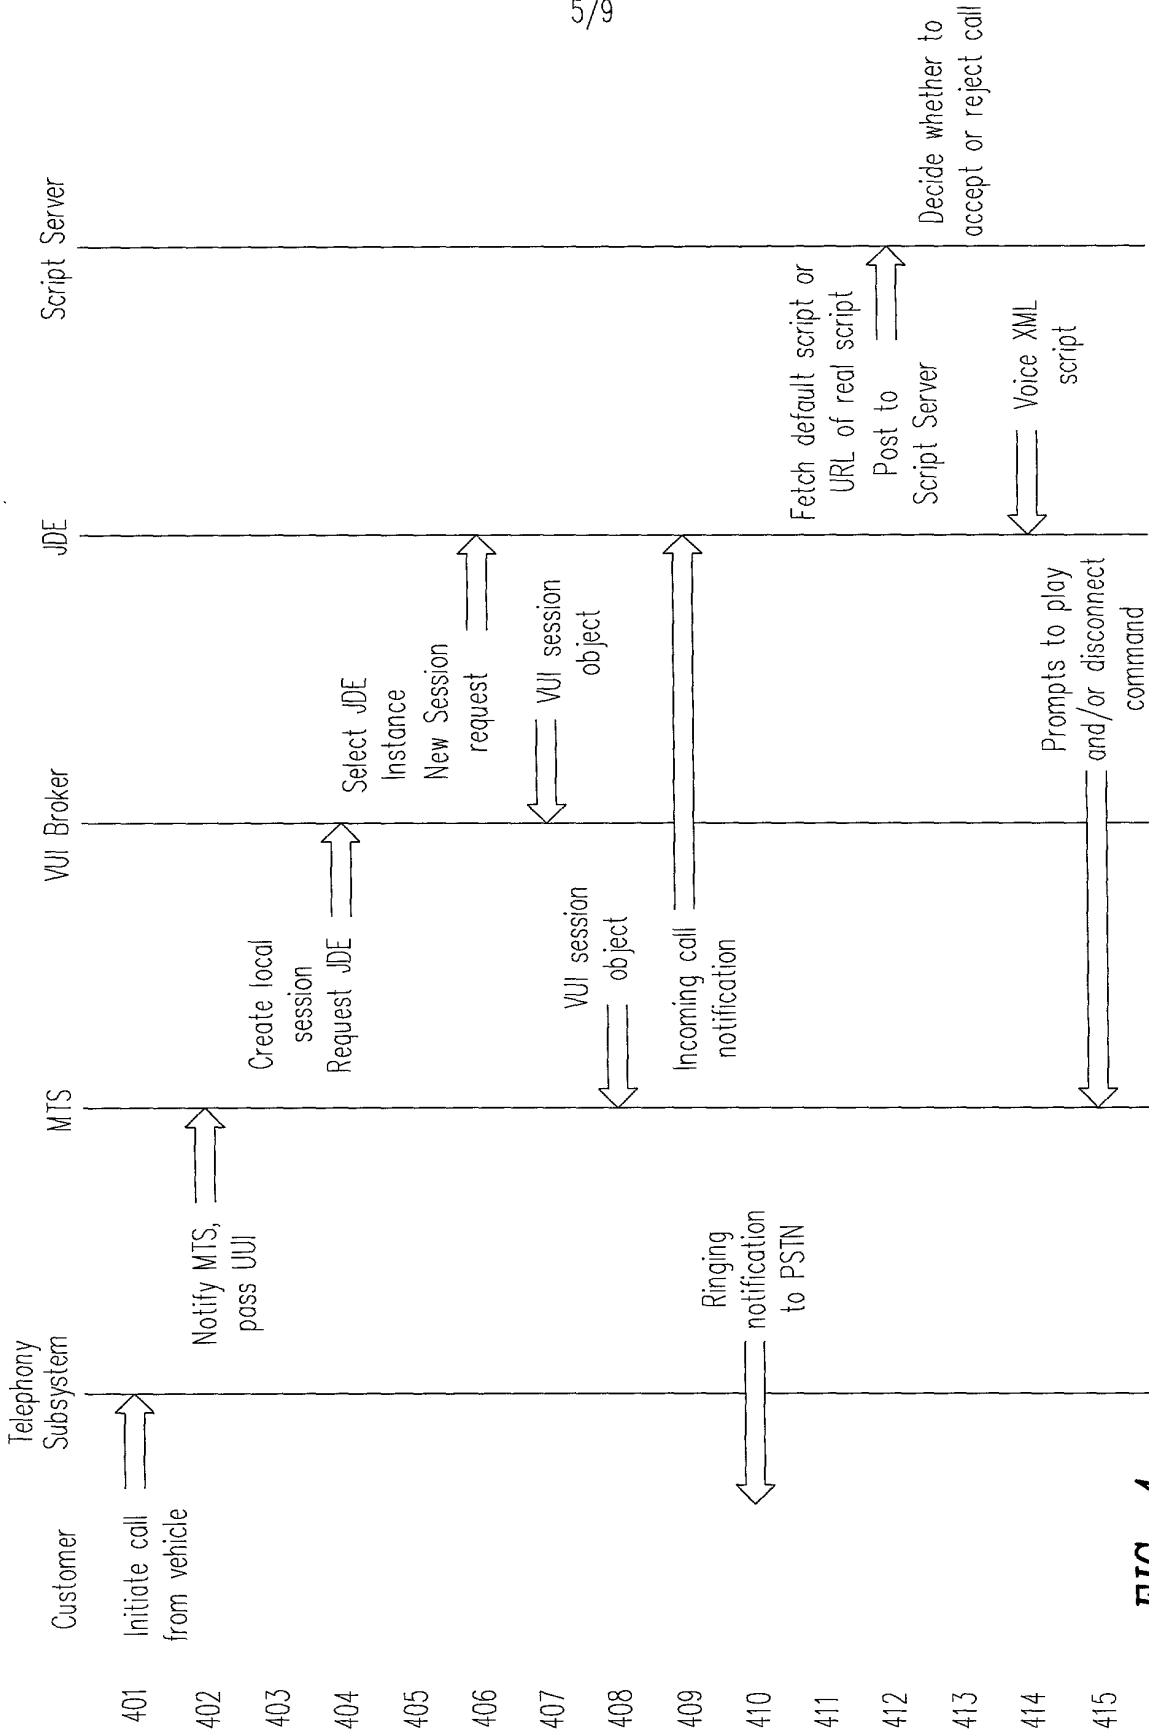 5/9
Customer
Telephony
Subsystem
MTS
VUI Broker
JDE
Script Server
401
Initiate call
from vehicle
402
Notify MTS,
pass UUI
403
Create local
session
404
Request JDE
405
Select JDE
Instance
406
New Session
request
407
VUI session
object
408
VUI session
object
409
Incoming call
notification
410
Ringing
notification
to PSTN
411
Fetch default script or
URL of real script
412
Post to
Script Server
413
Decide whether to
accept or reject call
414
Voice XML
script
415
Prompts to play
and/or disconnect
command